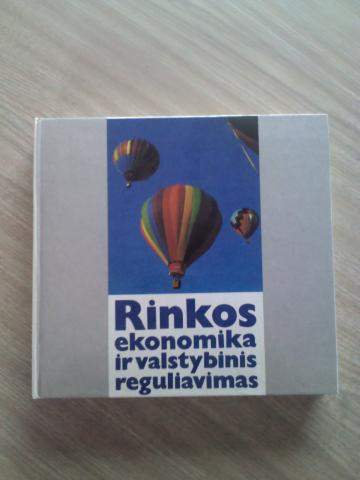 Rinkos
ekonomika
ir valstybinis
reguliavimas